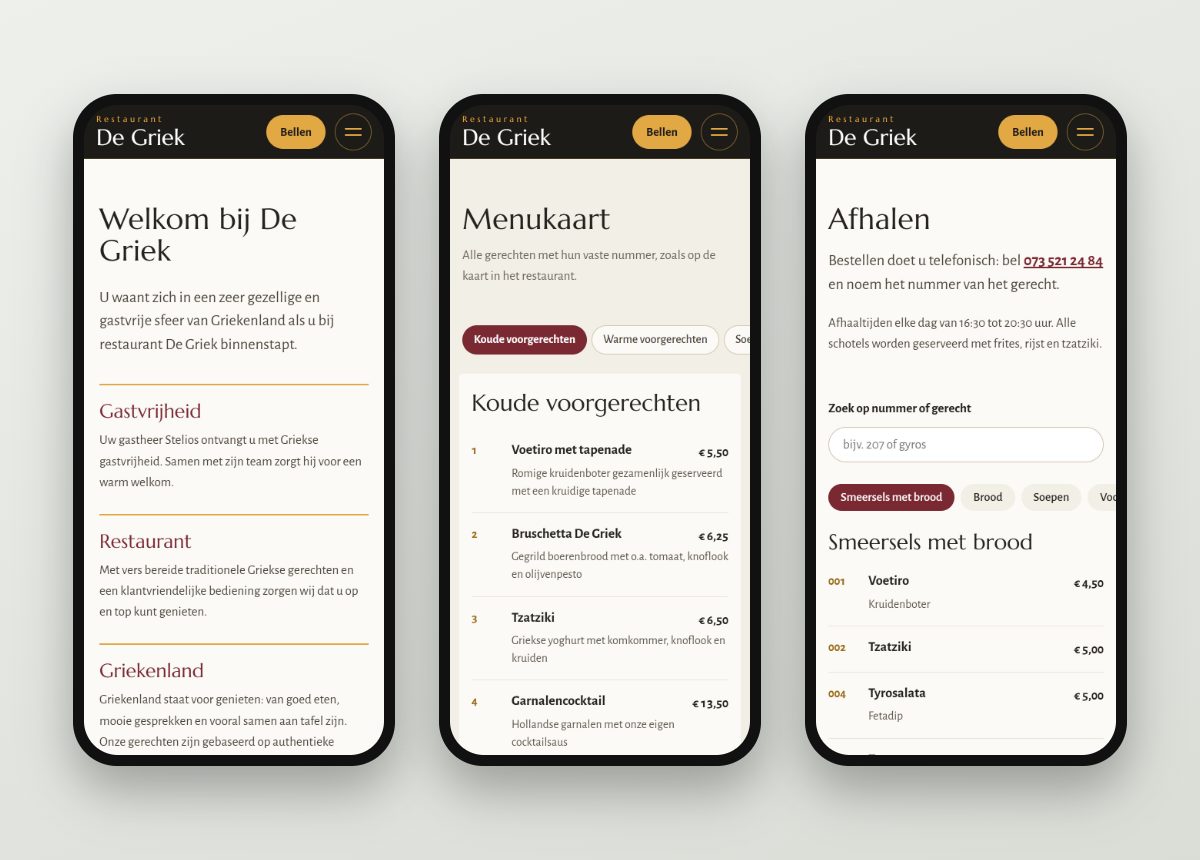 Restaurant
De Griek
Bellen
Welkom bij De
Griek
U waant zich in een zeer gezellige en
gastvrije sfeer van Griekenland als u bij
restaurant De Griek binnenstapt.
Gastvrijheid
Uw gastheer Stelios ontvangt u met Griekse
gastvrijheid. Samen met zijn team zorgt hij voor een
warm welkom.
Restaurant
Met vers bereide traditionele Griekse gerechten en
een klantvriendelijke bediening zorgen wij dat u op
en top kunt genieten.
Griekenland
Griekenland staat voor genieten: van goed eten,
mooie gesprekken en vooral samen aan tafel zijn.
Onze gerechten zijn gebaseerd op authentieke
Restaurant
De Griek
Bellen
Menukaart
Alle gerechten met hun vaste nummer, zoals op de
kaart in het restaurant.
Koude voorgerechten Warme voorgerechten Soe
Koude voorgerechten
1 Voetiro met tapenade € 5,50
Romige kruidenboter gezamenlijk geserveerd
met een kruidige tapenade
2 Bruschetta De Griek € 6,25
Gegrild boerenbrood met o.a. tomaat, knoflook
en olijvenpesto
3 Tzatziki € 6,50
Griekse yoghurt met komkommer, knoflook en
kruiden
4 Garnalencocktail € 13,50
Hollandse garnalen met onze eigen
cocktailsaus
Restaurant
De Griek
Bellen
Afhalen
Bestellen doet u telefonisch: bel 073 521 24 84
en noem het nummer van het gerecht.
Afhaaltijden elke dag van 16:30 tot 20:30 uur. Alle
schotels worden geserveerd met frites, rijst en tzatziki.
Zoek op nummer of gerecht
bijv. 207 of gyros
Smeersels met brood Brood Soepen Voo
Smeersels met brood
001 Voetiro € 4,50
Kruidenboter
002 Tzatziki € 5,00
004 Tyrosalata € 5,00
Fetadip